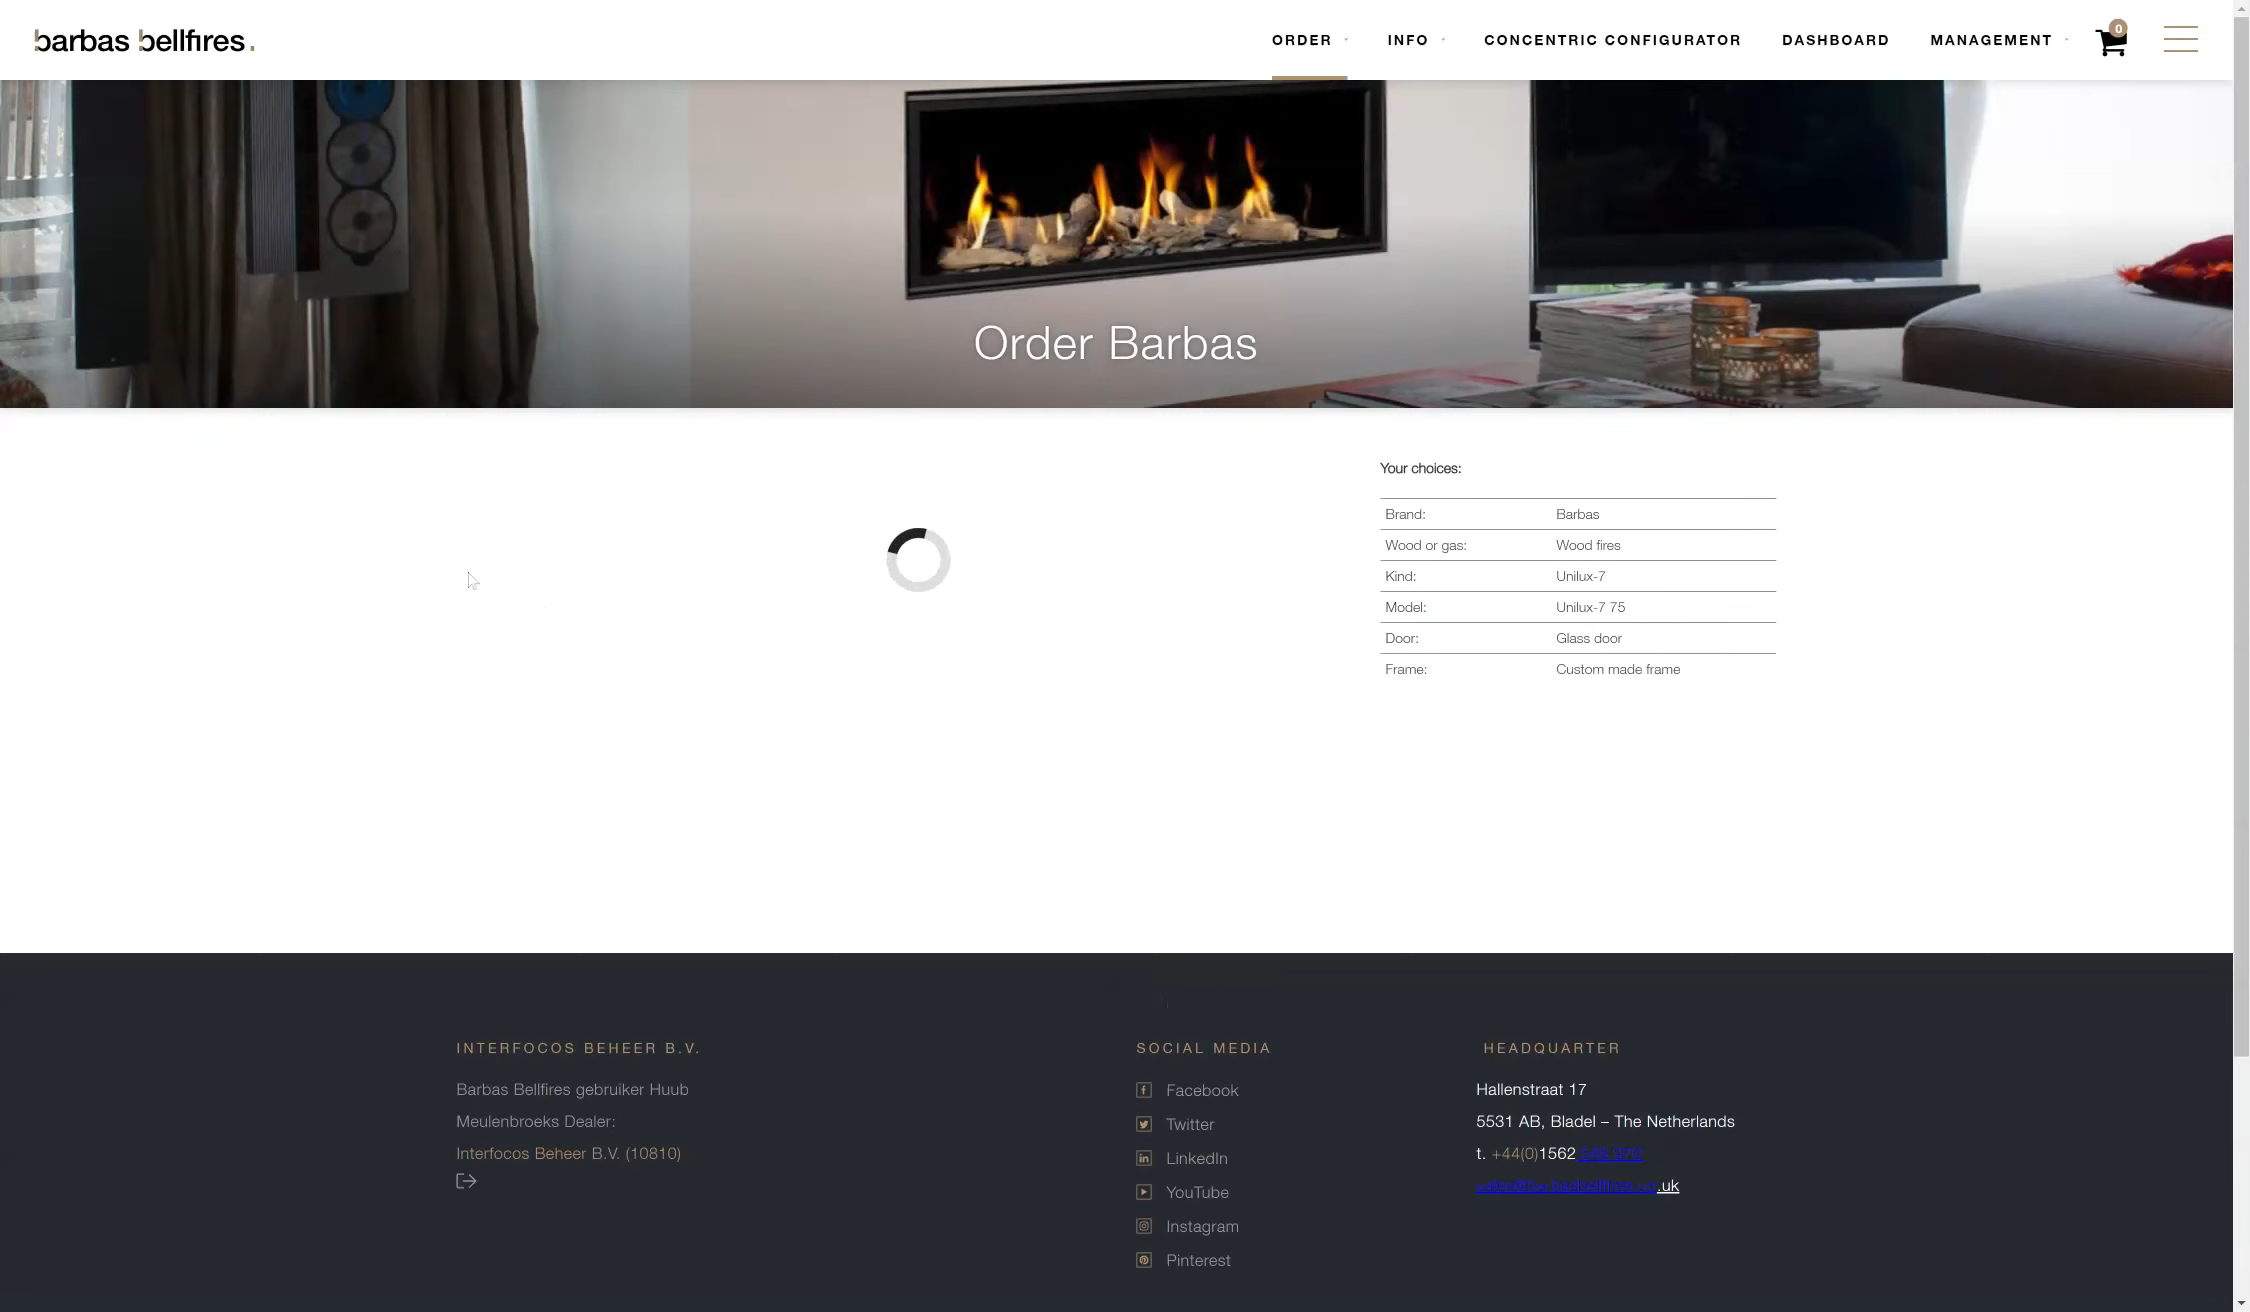 barbas bellfires.
ORDER INFO CONCENTRIC CONFIGURATOR DASHBOARD MANAGEMENT 0
Order Barbas
Your choices:
Brand: Barbas
Wood or gas: Wood fires
Kind: Unilux-7
Model: Unilux-7 75
Door: Glass door
Frame: Custom made frame
INTERFOCOS BEHEER B.V.
Barbas Bellfires gebruiker Huub
Meulenbroeks Dealer:
Interfocos Beheer B.V. (10810)
SOCIAL MEDIA
Facebook
Twitter
LinkedIn
YouTube
Instagram
Pinterest
HEADQUARTER
Hallenstraat 17
5531 AB, Bladel – The Netherlands
t. +44(0)1562
.uk